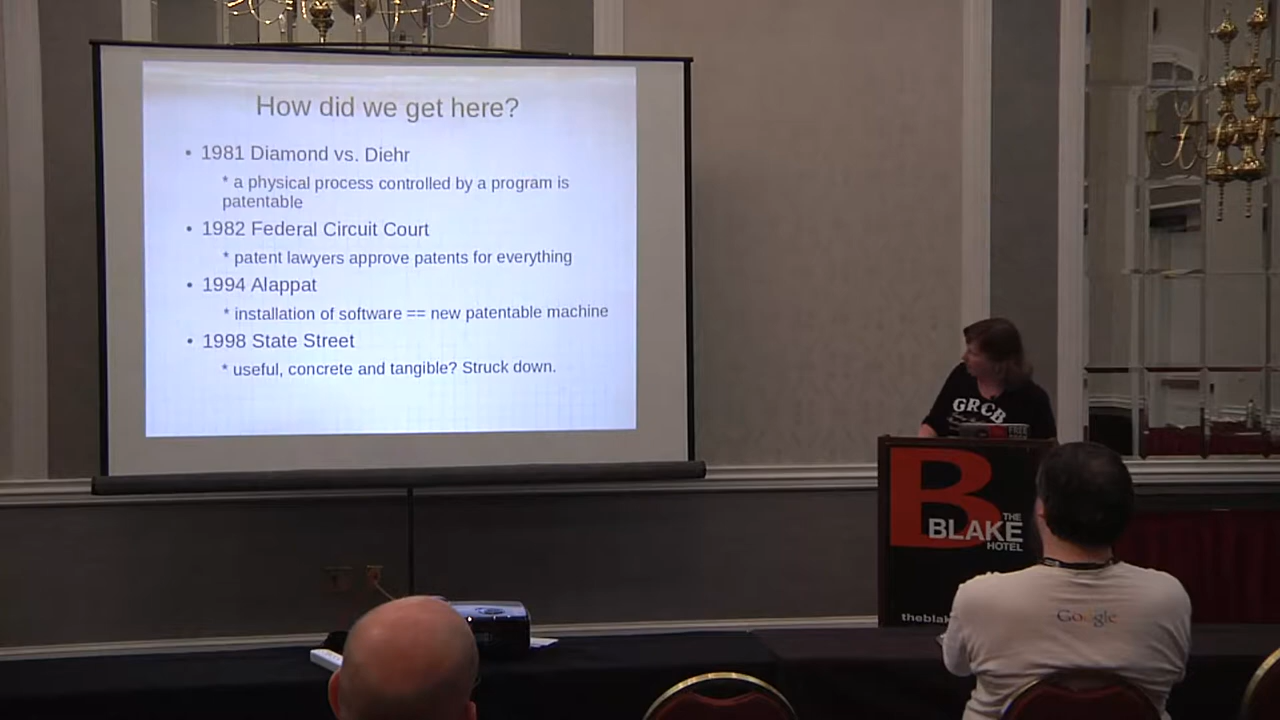 How did we get here?
• 1981 Diamond vs. Diehr
* a physical process controlled by a program is
patentable
• 1982 Federal Circuit Court
* patent lawyers approve patents for everything
• 1994 Alappat
* installation of software == new patentable machine
• 1998 State Street
* useful, concrete and tangible? Struck down.
GRCB
FREE
B
THE
BLAKE
HOTEL
Google